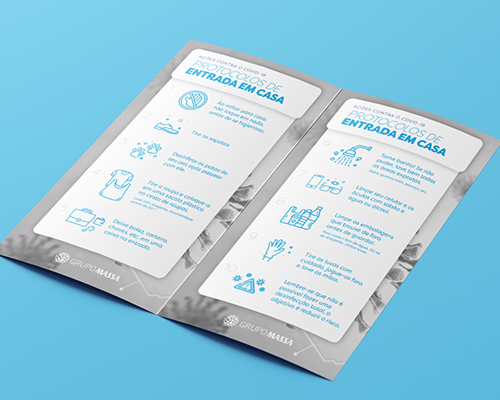 AÇÕES CONTRA O COVID-19
PROTOCOLOS DE
ENTRADA EM CASA
1
Ao voltar para casa,
não toque em nada,
antes de se higienizar.
2
Tire os sapatos
3
Desinfetar as patas do
seu pet após passear
com ele.
4
Tire a roupa e coloque-a
em uma sacola plástica
no cesto de roupas.
5
Deixe bolsa, carteira,
chaves, etc, em uma
caixa na entrada.
GRUPO MASSA
AÇÕES CONTRA O COVID-19
PROTOCOLOS DE
ENTRADA EM CASA
6
Tome banho! Se não
puder, lave bem todas
as áreas expostas.
7
Limpe seu celular e os
óculos com sabão e
água ou álcool.
8
Limpe as embalagens
que trouxe de fora
antes de guardar.
9
Tire as luvas com
cuidado, jogue-as fora
e lave as mãos.
10
Lembre-se que não é
possível fazer uma
desinfecção total, o
objetivo é reduzir o risco.
GRUPO MASSA